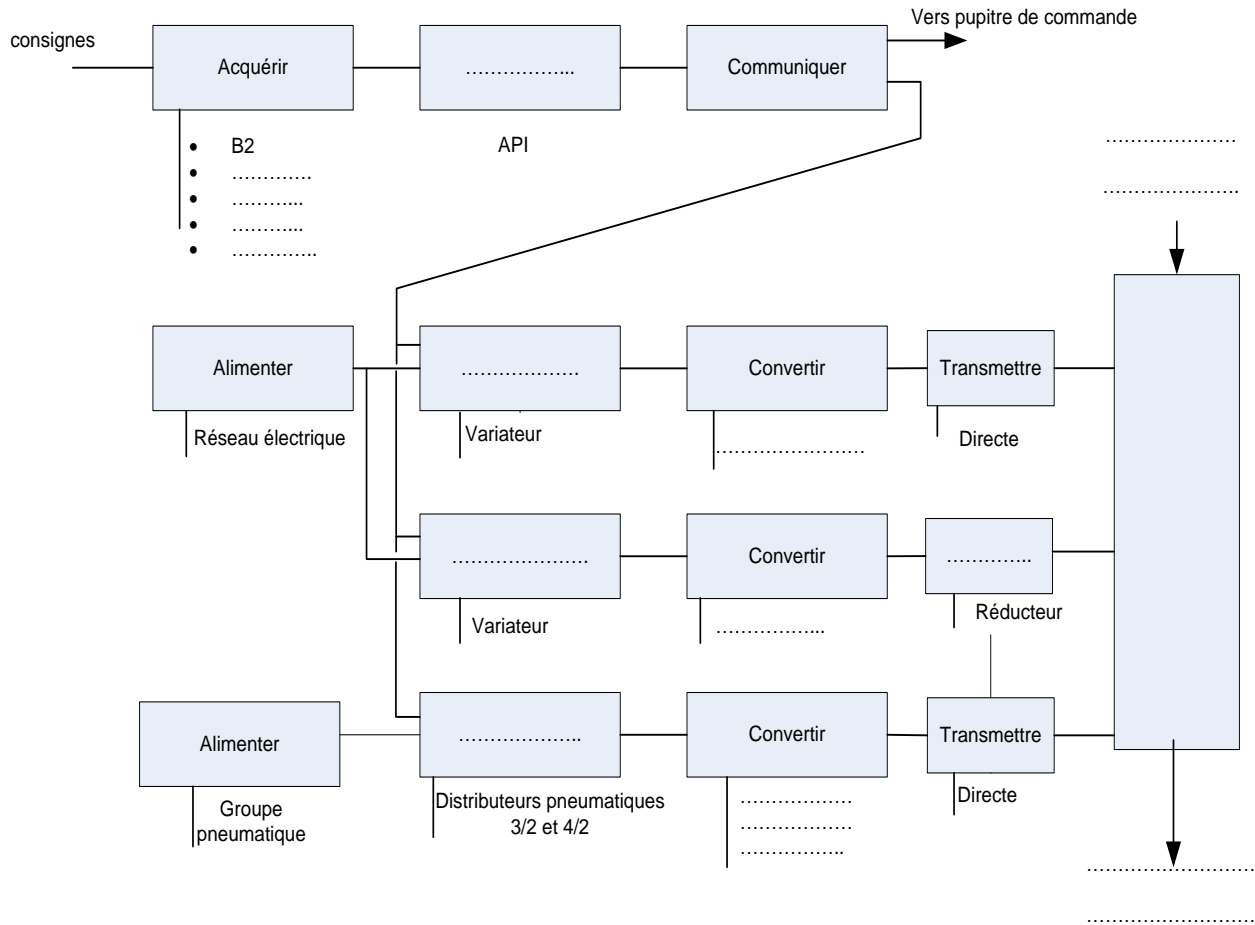 Vers pupitre de commande
consignes
Acquérir
………………...
Communiquer
• B2
API
• …………
• ………...
• ………...
• …………..
…………………
………………….
Alimenter
……………….
Convertir
Transmettre
Réseau électrique
Variateur
……………………
Directe
………………….
Convertir
…………..
Variateur
……………...
Réducteur
Alimenter
………………..
Convertir
Transmettre
Groupe
pneumatique
Distributeurs pneumatiques
3/2 et 4/2
………………
………………
……………..
Directe
………………………
………………………